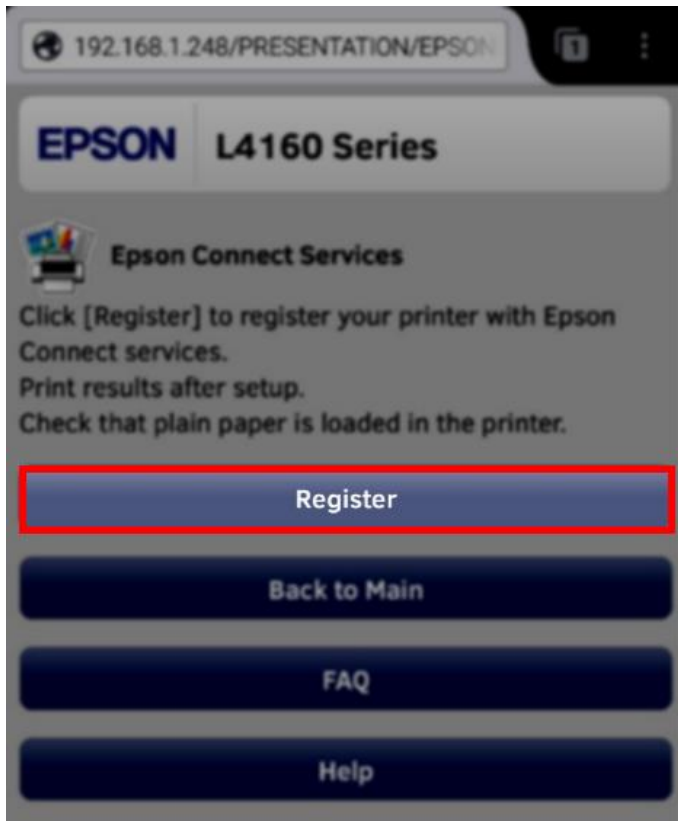 192.168.1.248/PRESENTATION/EPSON
1
EPSON L4160 Series
Epson Connect Services
Click [Register] to register your printer with Epson
Connect services.
Print results after setup.
Check that plain paper is loaded in the printer.
Register
Back to Main
FAQ
Help